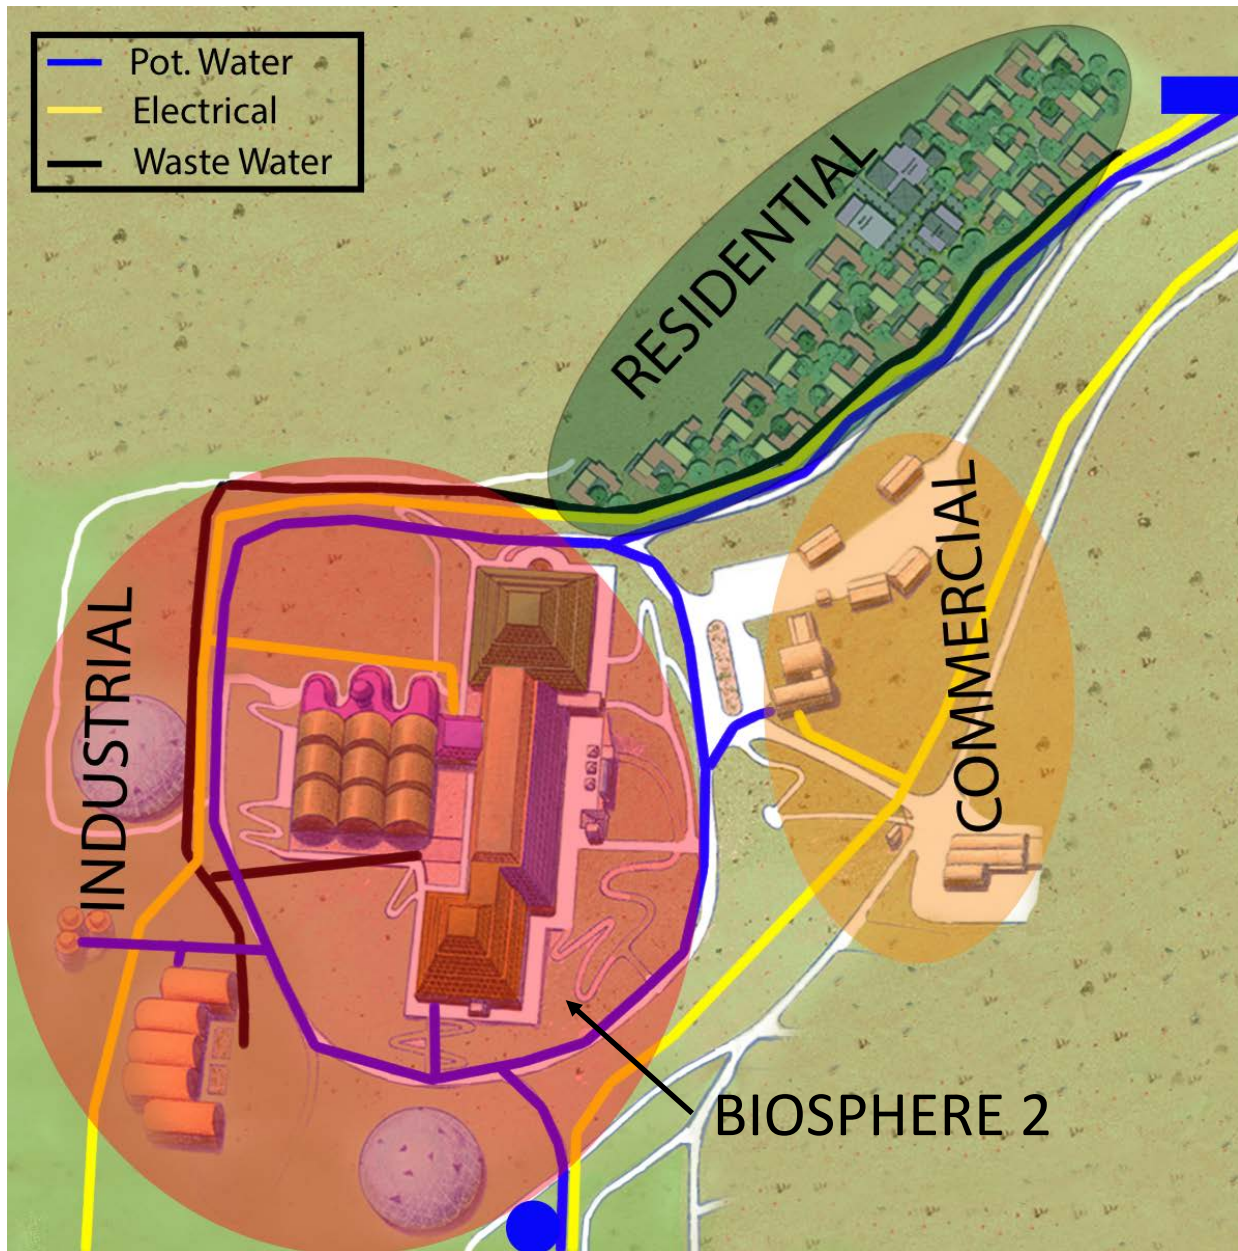 Pot. Water
Electrical
Waste Water
RESIDENTIAL
COMMERCIAL
INDUSTRIAL
BIOSPHERE 2